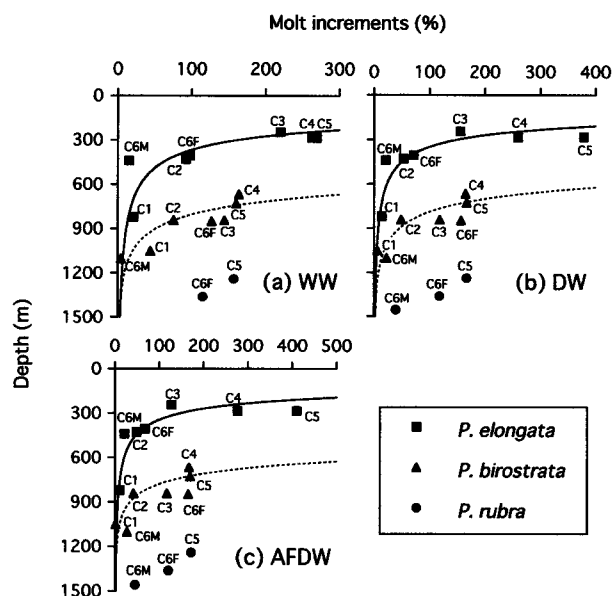 Molt increments (%)
0 100 200 300 0 100 200 300 400
0
300
600
900
1200
1500
C6M C6F C2 C3 C4 C5
C1
C4
C2 C5
C6F C3
C1
C6M
C5
C6F
(a) WW
C6M C2 C6F C3 C4 C5
C1
C4
C5
C2 C3 C6F
C1
C6M
C5
C6F
C6M
(b) DW
Depth (m)
0 100 200 300 400 500
0
300
600
900
1200
1500
C6M C2 C6F C3 C4 C5
C1
C4
C5
C2 C3 C6F
C1
C6M
C5
C6F
C6M
(c) AFDW
P. elongata
P. birostrata
P. rubra